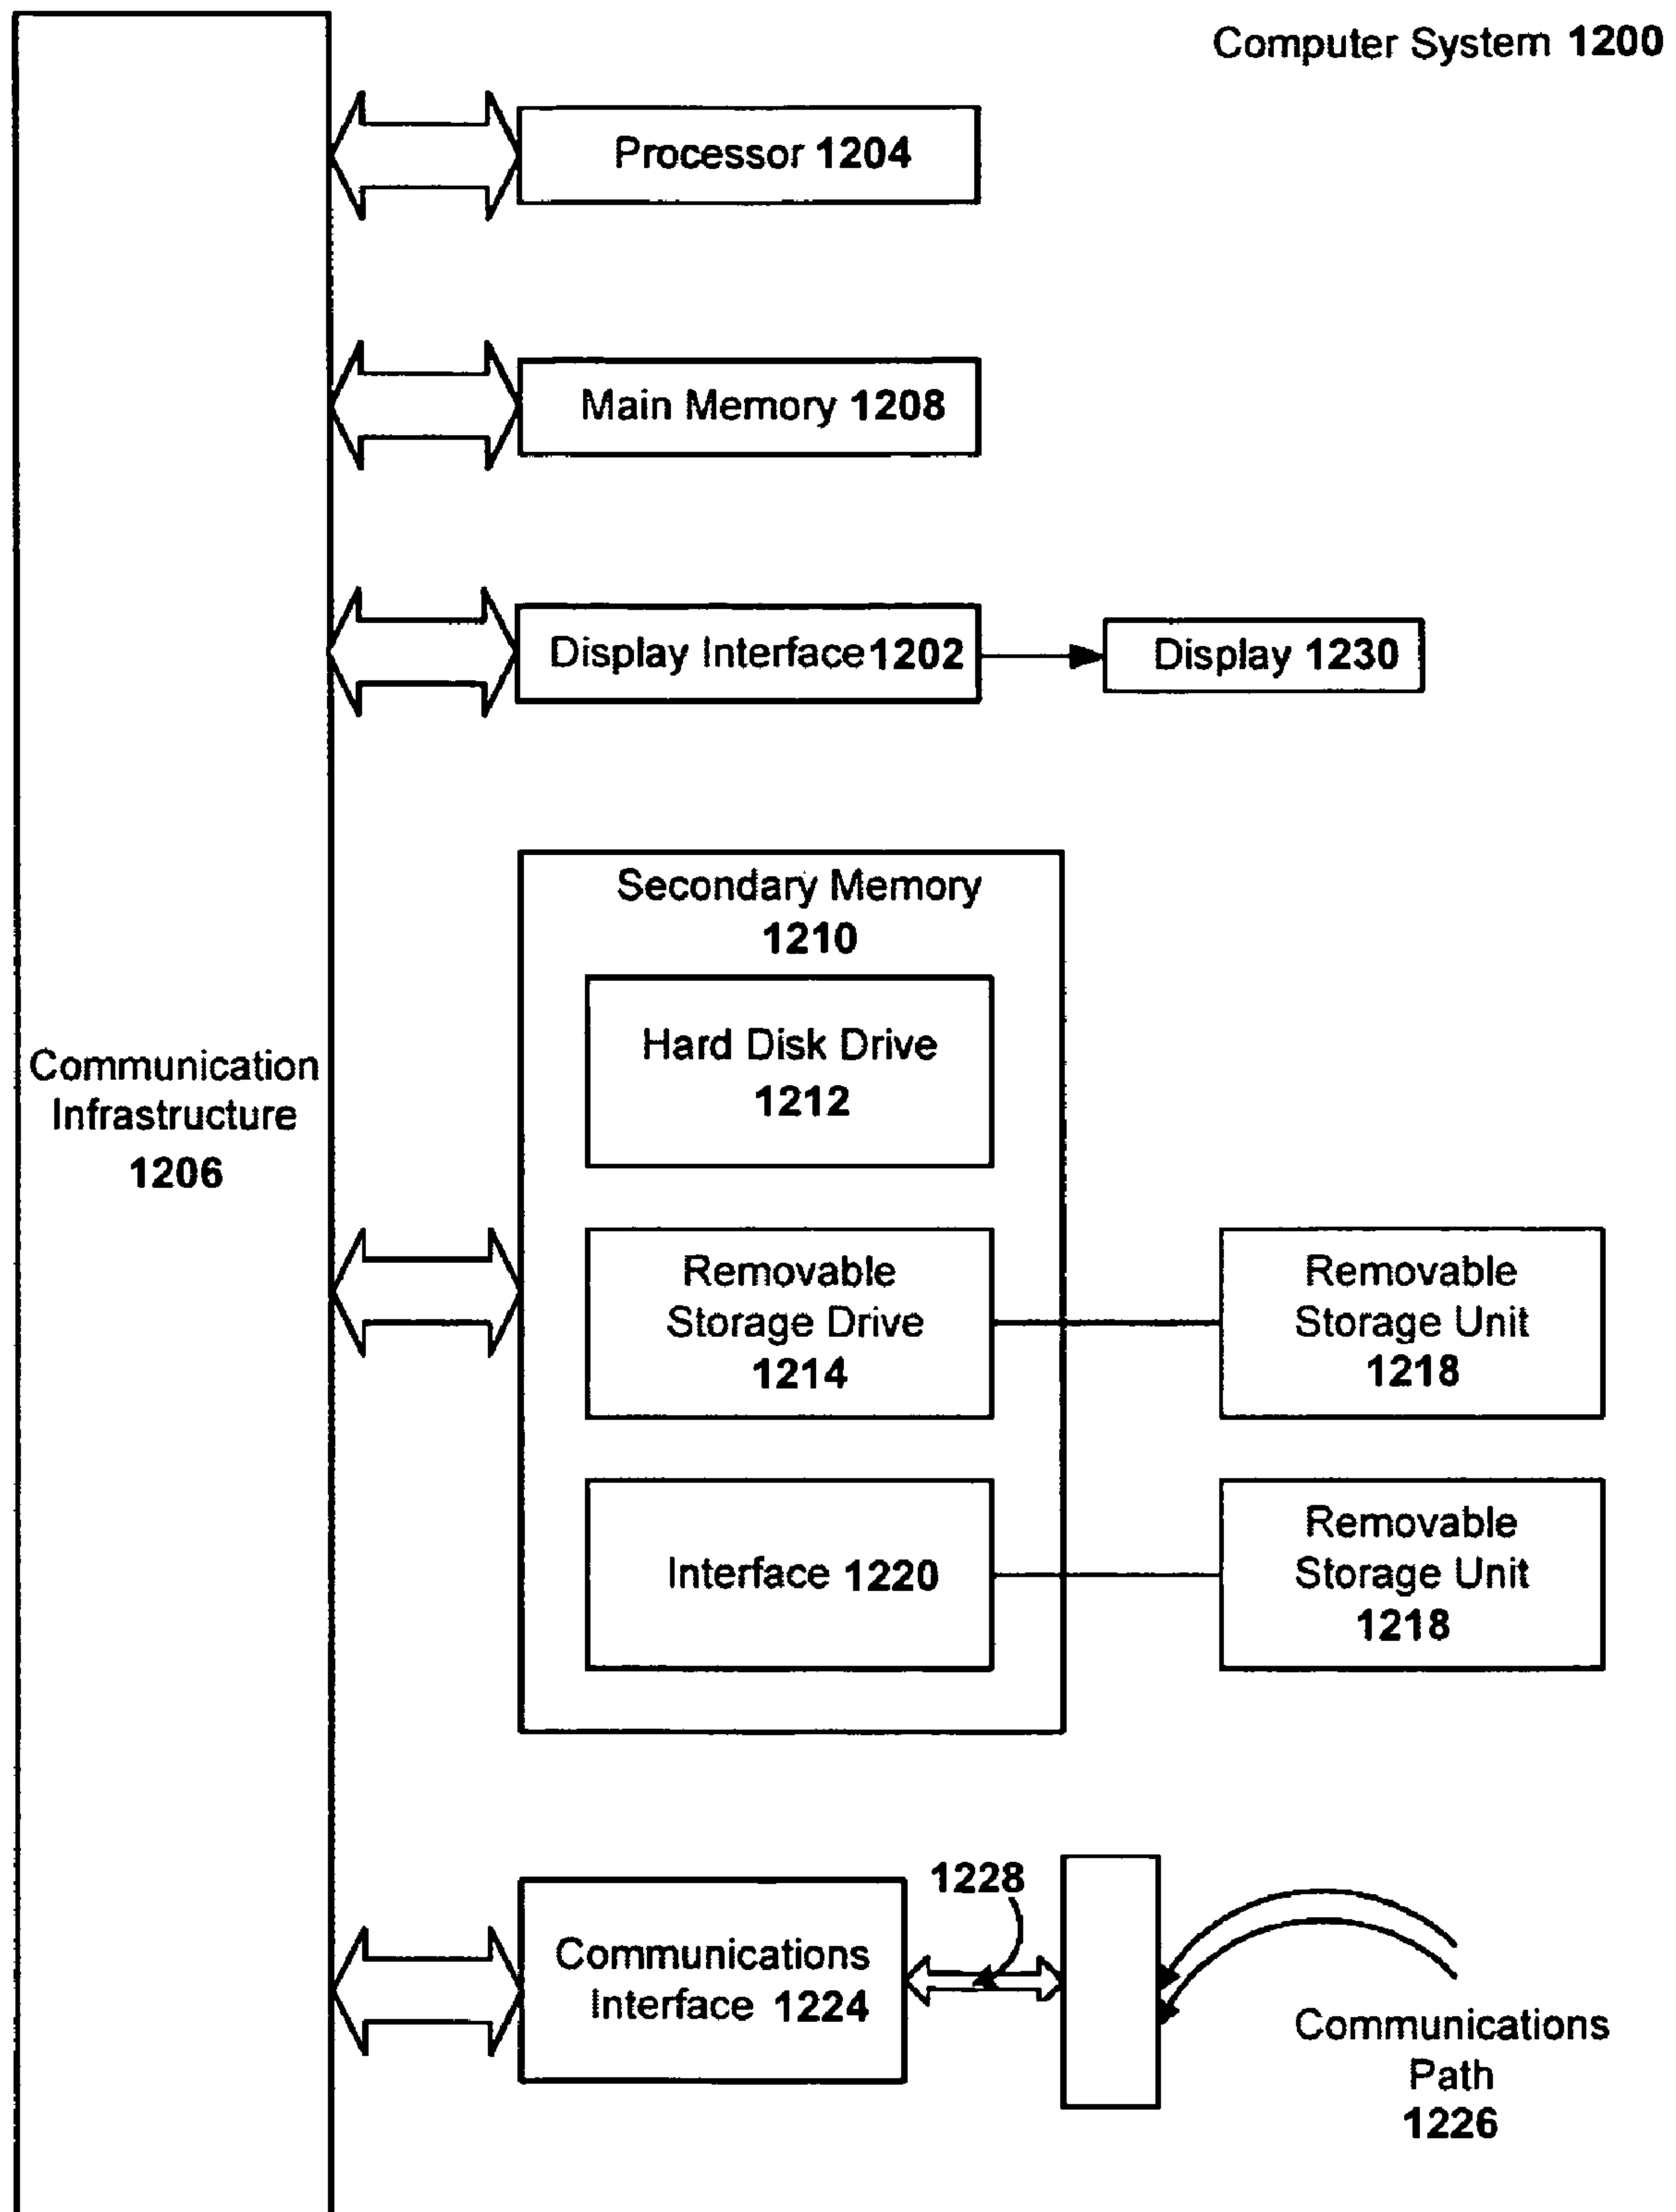 Computer System 1200
Processor 1204
Main Memory 1208
Display Interface1202
Display 1230
Secondary Memory
1210
Hard Disk Drive
1212
Communication
Infrastructure
1206
Removable
Storage Drive
1214
Removable
Storage Unit
1218
Interface 1220
Removable
Storage Unit
1218
1228
Communications
Interface 1224
Communications
Path
1226